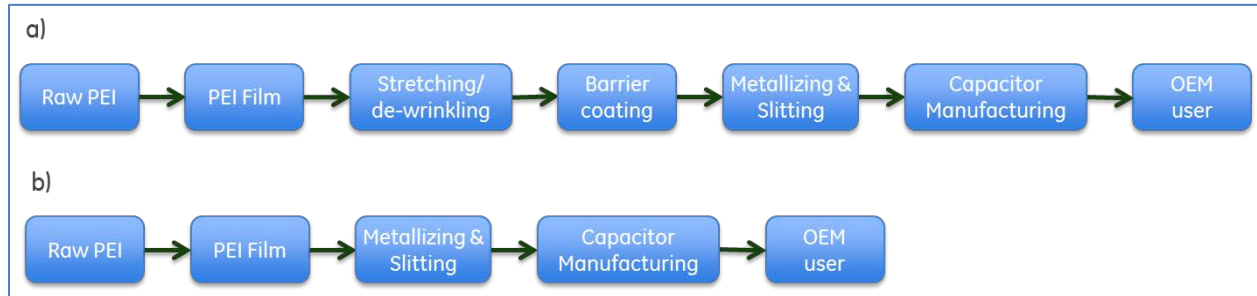 a)
Raw PEI
PEI Film
Stretching/
de-wrinkling
Barrier
coating
Metallizing &
Slitting
Capacitor
Manufacturing
OEM
user
b)
Raw PEI
PEI Film
Metallizing &
Slitting
Capacitor
Manufacturing
OEM
user